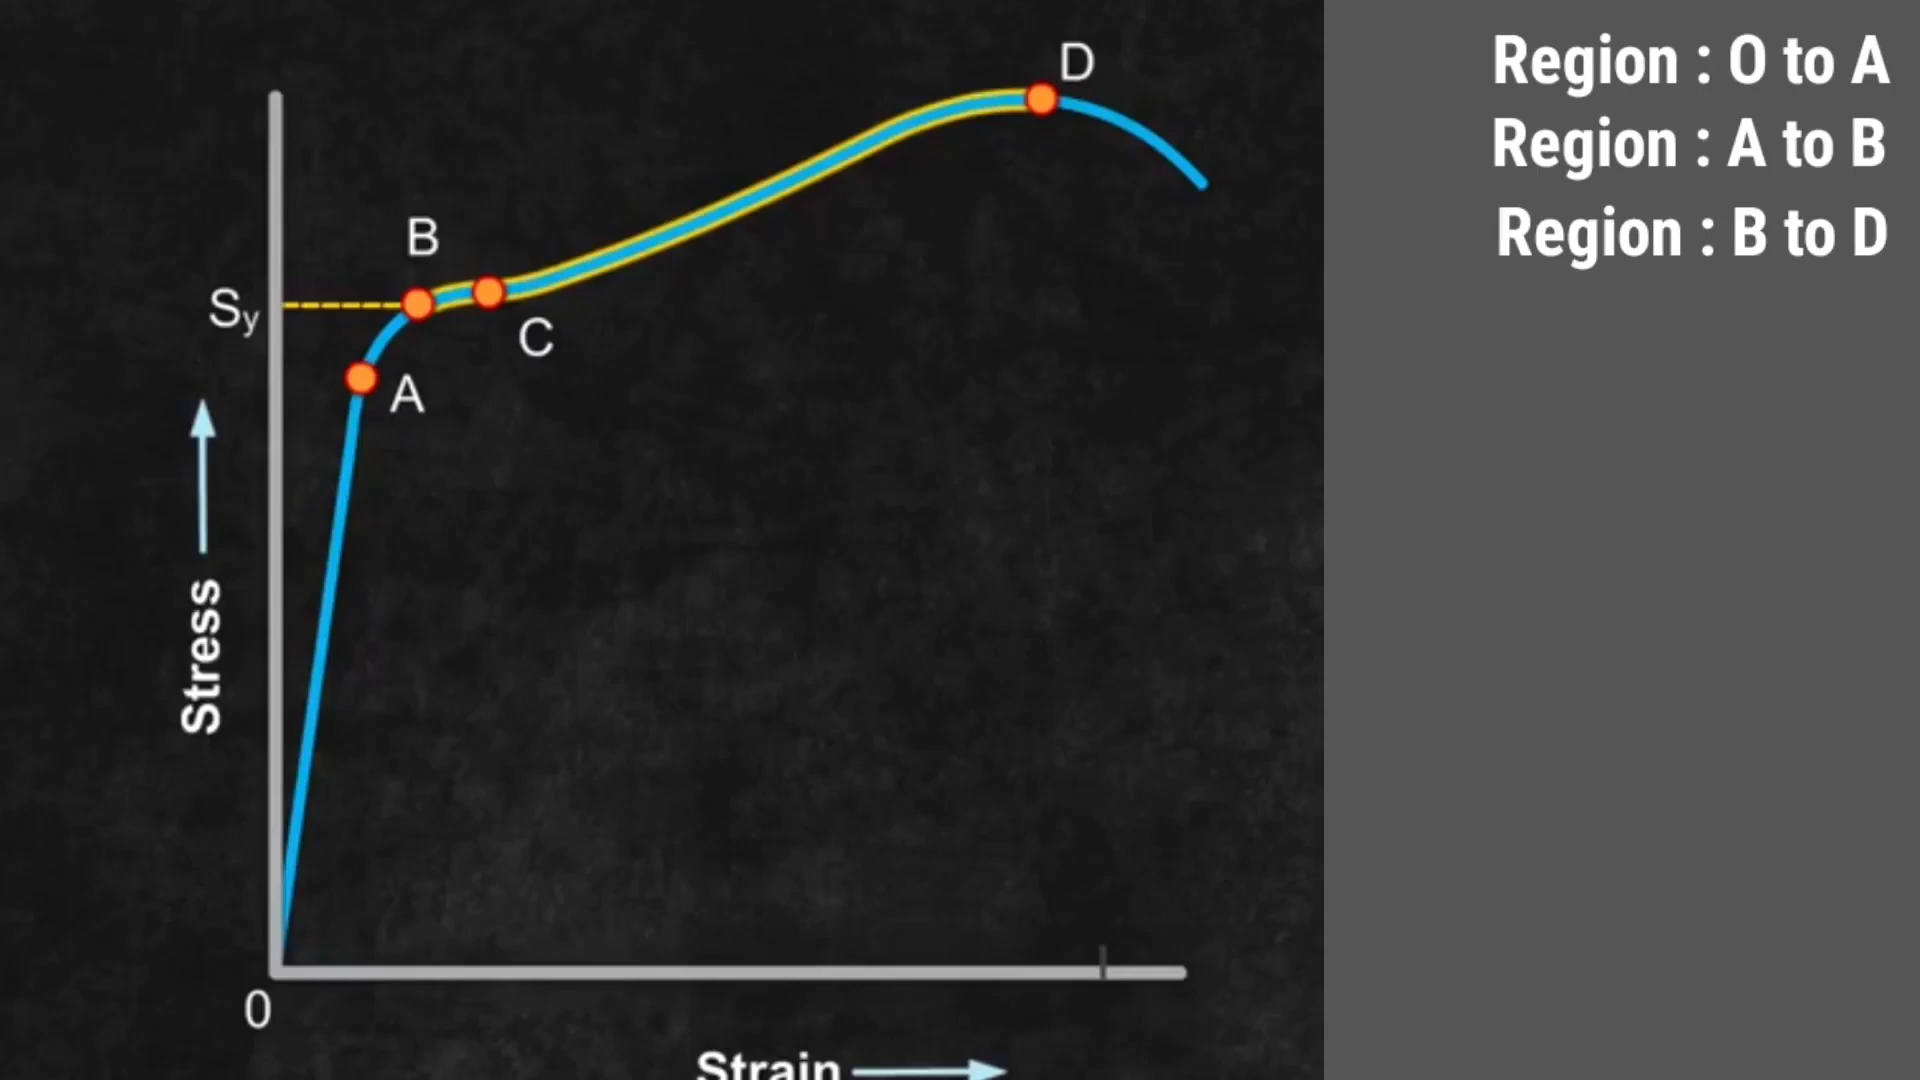 D
B
Sy
C
A
Stress
0
Strain
Region : O to A
Region : A to B
Region : B to D